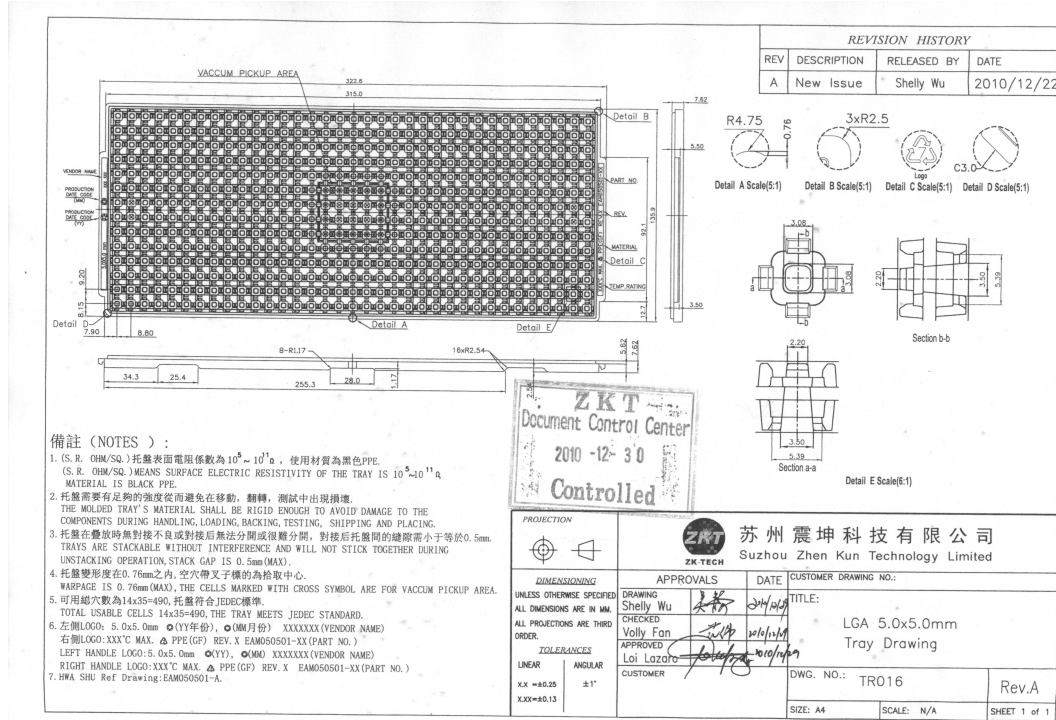 REVISION HISTORY
REV DESCRIPTION RELEASED BY DATE
A New Issue Shelly Wu 2010/12/22
VACCUM PICKUP AREA
322.6
315.0
7.62
Detail B
5.50
VENDOR NAME
PRODUCTION
DATE CODE
(MM)
PRODUCTION
DATE CODE
PART NO.
REV.
MATERIAL
Detail C
TEMP.RATING
92.1
135.9
12.7
3.50
9.20
8.15
Detail D
7.90
8.80
Detail A
Detail E
R4.75
0.76
3xR2.5
Logo
C3.0
Detail A Scale(5:1) Detail B Scale(5:1) Detail C Scale(5:1) Detail D Scale(5:1)
3.08
b
a
3.08
a
b
2.20
3.50
5.39
Section b-b
2.20
3.50
5.39
Section a-a
Detail E Scale(6:1)
8-R1.17
16xR2.54
5.62
7.62
34.3
25.4
28.0
1.17
255.3
2.54
ZKT
Document Control Center
2010 -12- 3 0
Controlled
備註 (NOTES ) :
1. (S.R. OHM/SQ.)托盤表面電阻係數為 10⁵~ 10¹¹Ω , 使用材質為黑色PPE.
(S.R. OHM/SQ.)MEANS SURFACE ELECTRIC RESISTIVITY OF THE TRAY IS 10⁵~10¹¹Ω,
MATERIAL IS BLACK PPE.
2. 托盤需要有足夠的強度從而避免在移動, 翻轉, 測試中出現損壞.
THE MOLDED TRAY'S MATERIAL SHALL BE RIGID ENOUGH TO AVOID DAMAGE TO THE
COMPONENTS DURING HANDLING,LOADING,BACKING,TESTING, SHIPPING AND PLACING.
3. 托盤在疊放時無對接不良或對接后無法分開或很難分開, 對接后托盤間的縫隙需小于等於0.5mm.
TRAYS ARE STACKABLE WITHOUT INTERFERENCE AND WILL NOT STICK TOGETHER DURING
UNSTACKING OPERATION,STACK GAP IS 0.5mm(MAX).
4. 托盤變形度在0.76mm之内,空穴帶叉子標的為拾取中心.
WARPAGE IS 0.76mm(MAX),THE CELLS MARKED WITH CROSS SYMBOL ARE FOR VACCUM PICKUP AREA.
5. 可用總穴數為14x35=490,托盤符合JEDEC標準.
TOTAL USABLE CELLS 14x35=490,THE TRAY MEETS JEDEC STANDARD.
6. 左側LOGO: 5.0x5.0mm (YY年份), (MM月份) XXXXXXX(VENDOR NAME)
右側LOGO:XXX°C MAX. PPE(GF) REV.X EAM050501-XX(PART NO.)
LEFT HANDLE LOGO:5.0x5.0mm (YY), (MM) XXXXXXX(VENDOR NAME)
RIGHT HANDLE LOGO:XXX°C MAX. PPE(GF) REV.X EAM050501-XX(PART NO.)
7. HWA SHU Ref Drawing:EAM050501-A.
PROJECTION
ZKT
ZK-TECH
苏州震坤科技有限公司
Suzhou Zhen Kun Technology Limited
DIMENSIONING
UNLESS OTHERWISE SPECIFIED
ALL DIMENSIONS ARE IN MM.
ALL PROJECTIONS ARE THIRD
ORDER.
TOLERANCES
LINEAR ANGULAR
X.X =±0.25 ±1°
X.XX=±0.13
APPROVALS DATE
DRAWING
Shelly Wu 2010/12/29
CHECKED
Volly Fan 2010/12/29
APPROVED
Loi Lazaro 2010/12/29
CUSTOMER
CUSTOMER DRAWING NO.:
TITLE:
LGA 5.0x5.0mm
Tray Drawing
DWG. NO.: TR016
Rev.A
SIZE: A4 SCALE: N/A SHEET 1 of 1